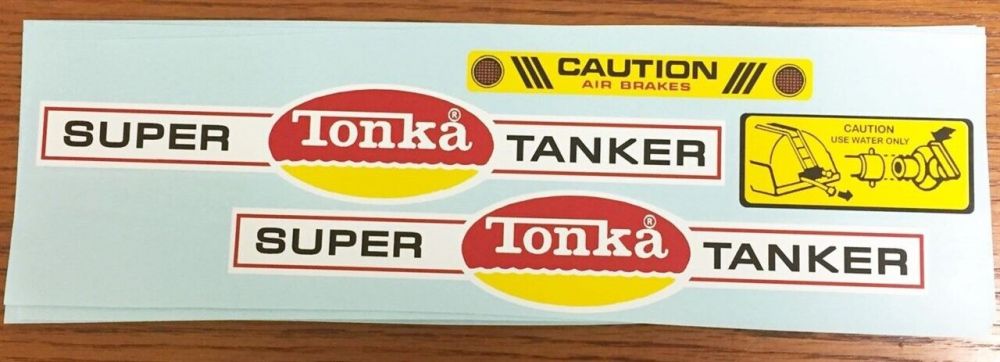 CAUTION
AIR BRAKES
SUPER Tonka® TANKER
CAUTION
USE WATER ONLY
SUPER Tonka® TANKER